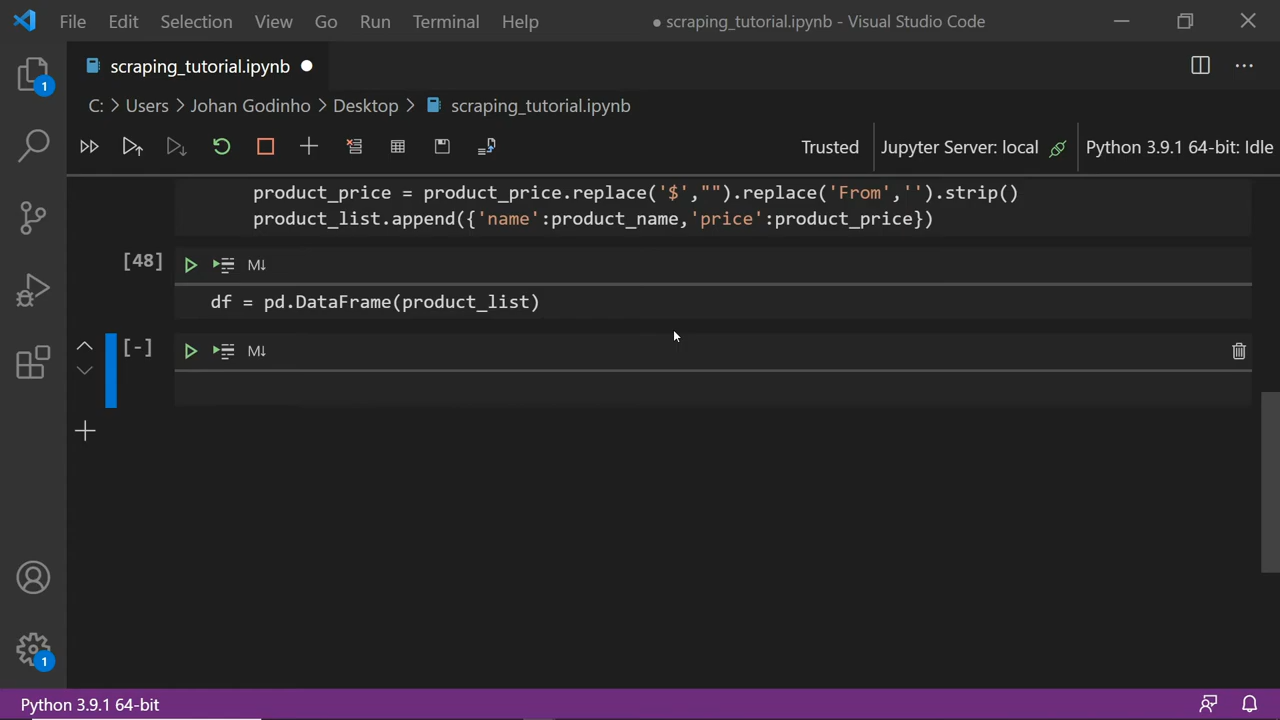 File Edit Selection View Go Run Terminal Help ● scraping_tutorial.ipynb - Visual Studio Code
scraping_tutorial.ipynb
C: > Users > Johan Godinho > Desktop > scraping_tutorial.ipynb
Trusted Jupyter Server: local Python 3.9.1 64-bit: Idle
product_price = product_price.replace('$',"").replace('From','').strip()
product_list.append({'name':product_name,'price':product_price})
[48]
M↓
df = pd.DataFrame(product_list)
[-]
M↓
1
1
Python 3.9.1 64-bit